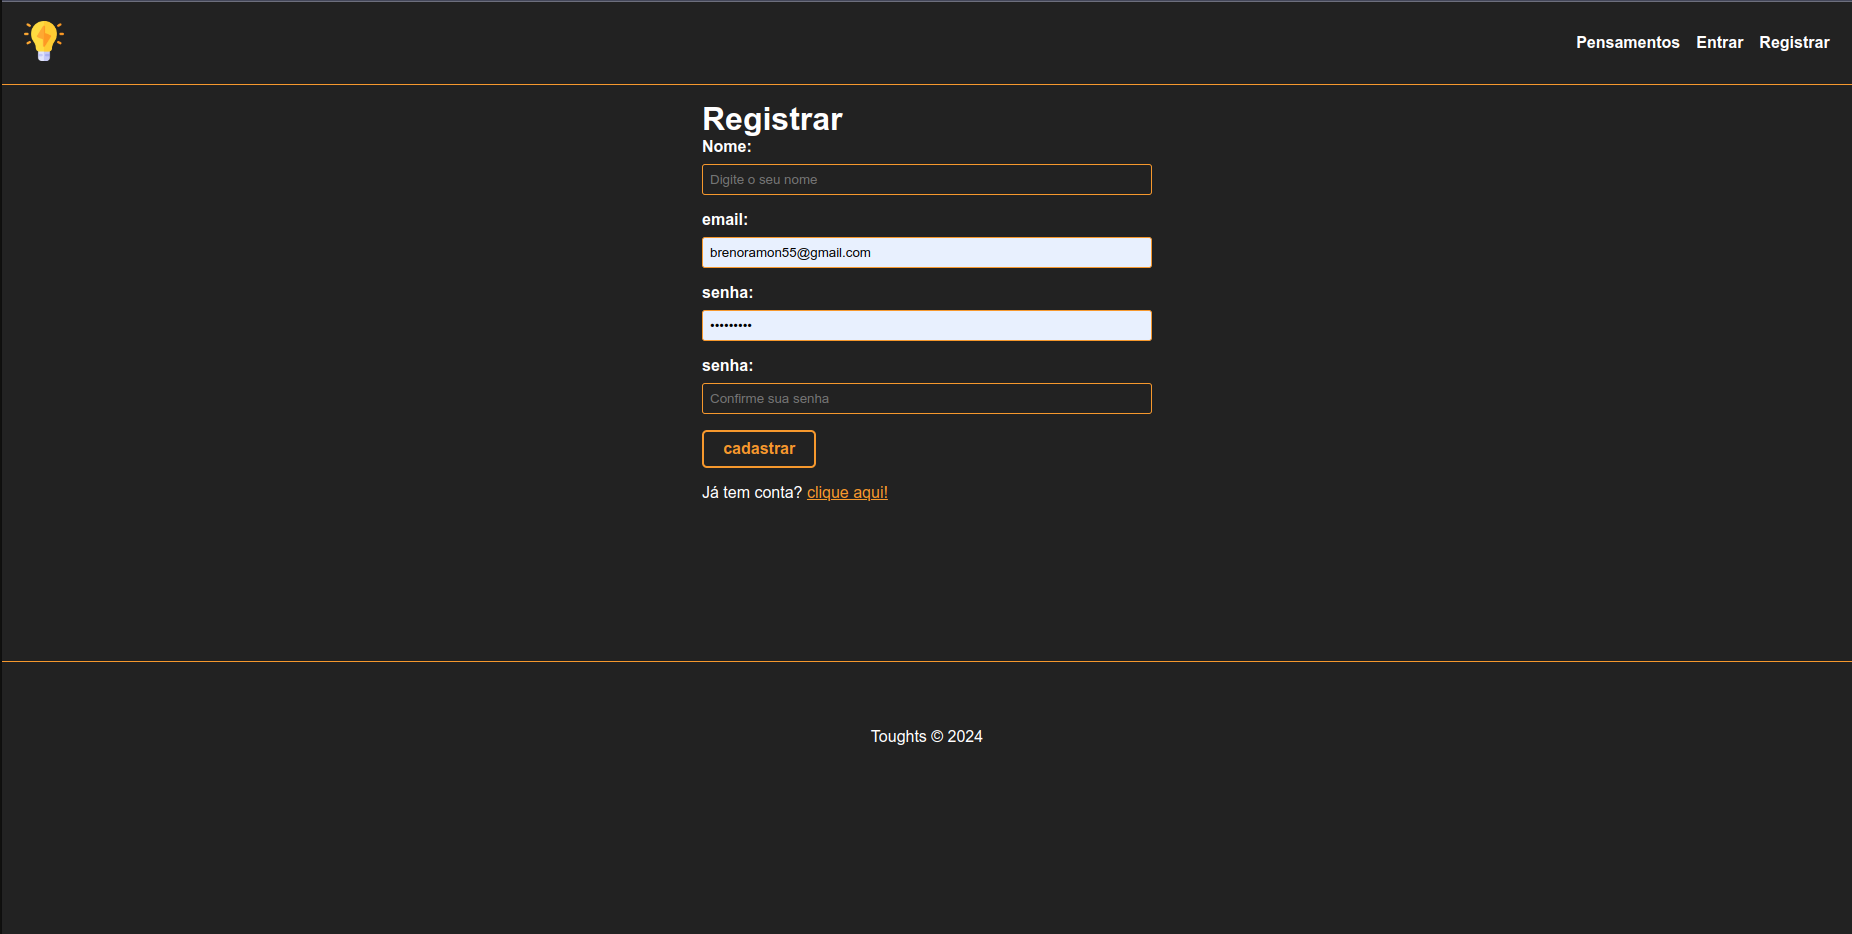 Pensamentos Entrar Registrar
Registrar
Nome:
Digite o seu nome
email:
brenoramon55@gmail.com
senha:
•••••••••
senha:
Confirme sua senha
cadastrar
Já tem conta? clique aqui!
Toughts © 2024